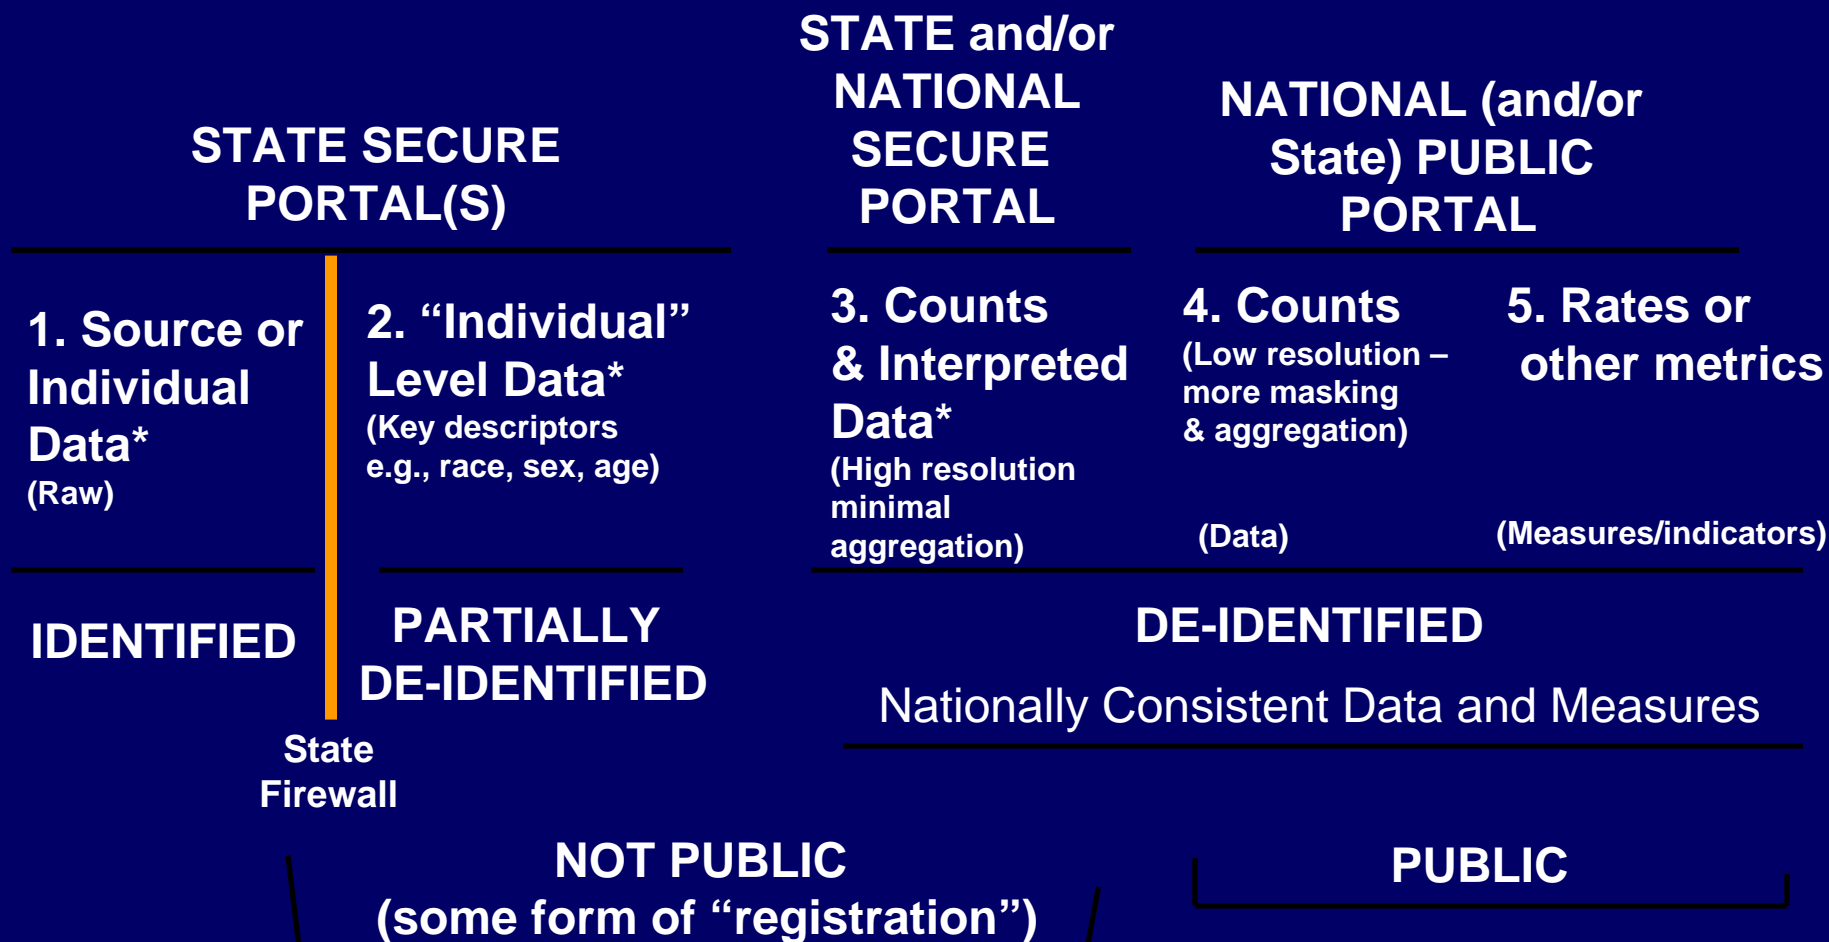 STATE SECURE
PORTAL(S)
STATE and/or
NATIONAL
SECURE
PORTAL
NATIONAL (and/or
State) PUBLIC
PORTAL
1. Source or
Individual
Data*
(Raw)
2. “Individual”
Level Data*
(Key descriptors
e.g., race, sex, age)
3. Counts
& Interpreted
Data*
(High resolution
minimal
aggregation)
4. Counts
(Low resolution –
more masking
& aggregation)
(Data)
5. Rates or
other metrics
(Measures/indicators)
IDENTIFIED
PARTIALLY
DE-IDENTIFIED
DE-IDENTIFIED
Nationally Consistent Data and Measures
State
Firewall
NOT PUBLIC
(some form of “registration”)
PUBLIC